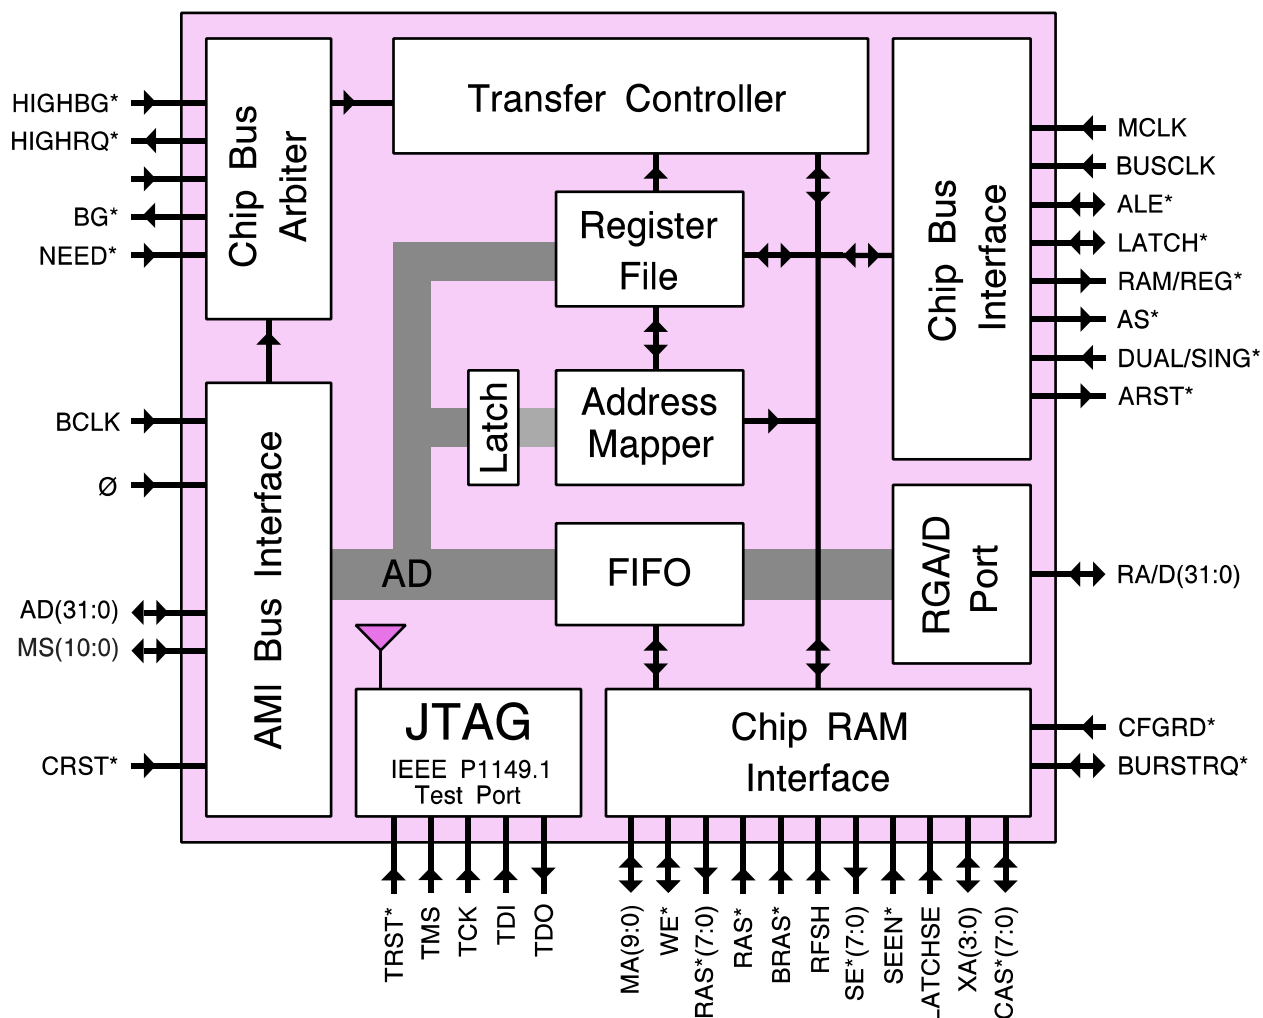 HIGHBG*
HIGHRQ*
BG*
NEED*
BCLK
Ø
AD(31:0)
MS(10:0)
CRST*
Chip Bus
Arbiter
AMI Bus Interface
Transfer Controller
Register
File
Latch
Address
Mapper
AD
FIFO
JTAG
IEEE P1149.1
Test Port
Chip RAM
Interface
Chip Bus
Interface
RGA/D
Port
MCLK
BUSCLK
ALE*
LATCH*
RAM/REG*
AS*
DUAL/SING*
ARST*
RA/D(31:0)
CFGRD*
BURSTRQ*
TRST*
TMS
TCK
TDI
TDO
MA(9:0)
WE*
RAS*(7:0)
RAS*
BRAS*
RFSH
SE*(7:0)
SEEN*
LATCHSE
XA(3:0)
CAS*(7:0)